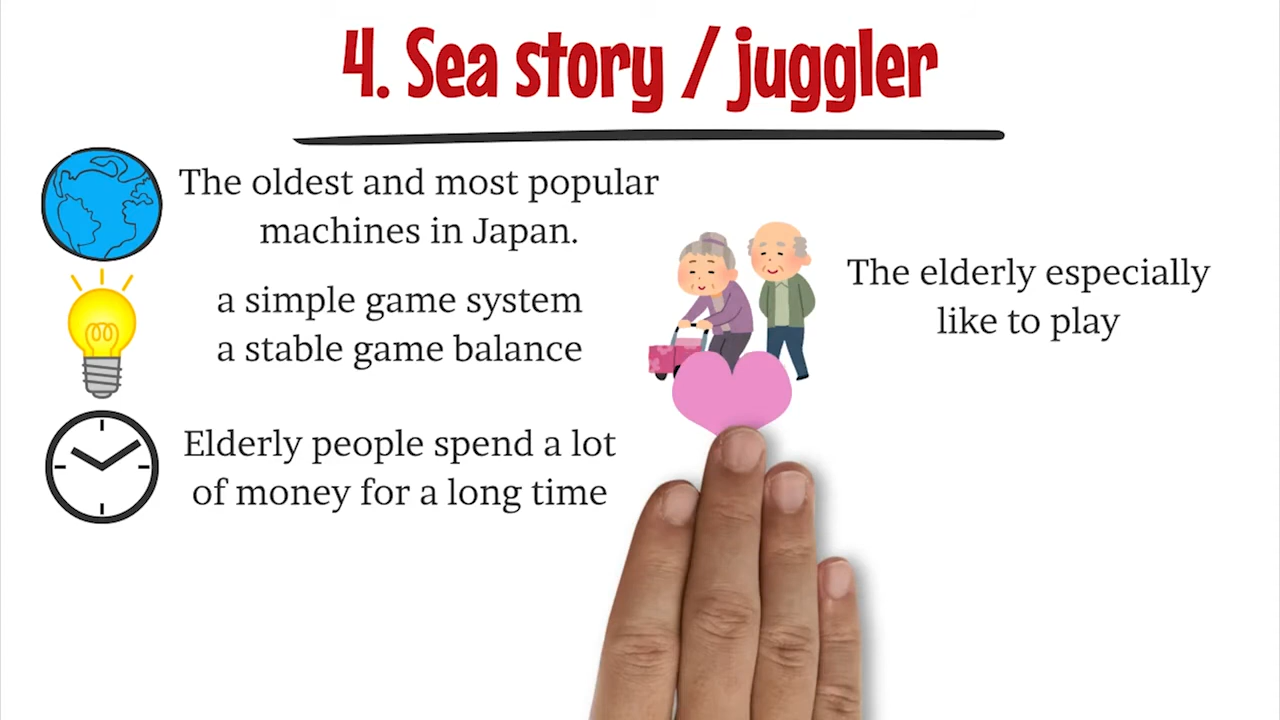 4. Sea story / juggler
The oldest and most popular
machines in Japan.
a simple game system
a stable game balance
Elderly people spend a lot
of money for a long time
The elderly especially
like to play